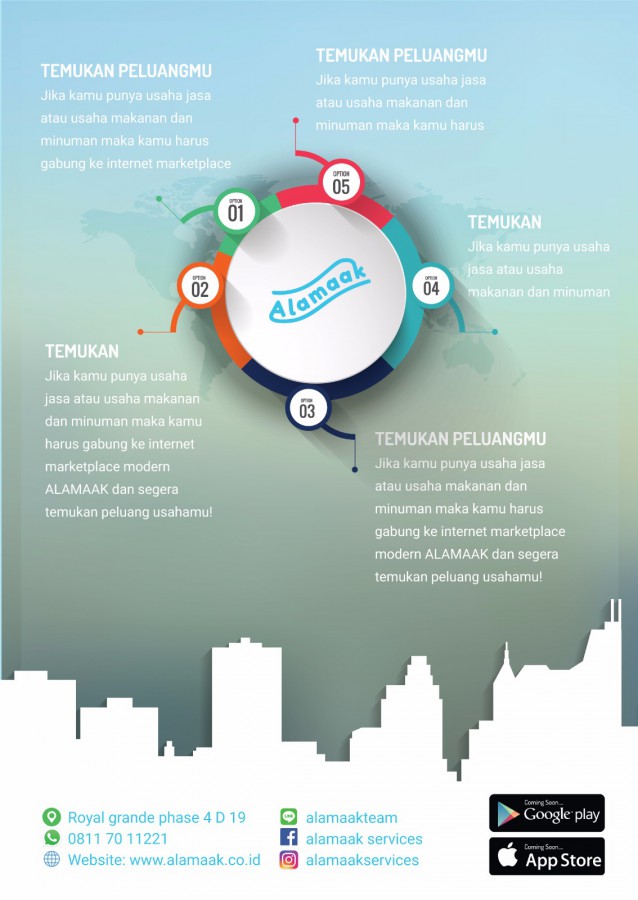 TEMUKAN PELUANGMU
Jika kamu punya usaha jasa
atau usaha makanan dan
minuman maka kamu harus
gabung ke internet marketplace
TEMUKAN PELUANGMU
Jika kamu punya usaha jasa
atau usaha makanan dan
minuman maka kamu harus
OPTION
05
OPTION
01
TEMUKAN
Jika kamu punya usaha
jasa atau usaha
makanan dan minuman
OPTION
02
Alamaak
OPTION
04
TEMUKAN
Jika kamu punya usaha
jasa atau usaha makanan
dan minuman maka kamu
harus gabung ke internet
marketplace modern
ALAMAAK dan segera
temukan peluang usahamu!
OPTION
03
TEMUKAN PELUANGMU
Jika kamu punya usaha jasa
atau usaha makanan dan
minuman maka kamu harus
gabung ke internet marketplace
modern ALAMAAK dan segera
temukan peluang usahamu!
Royal grande phase 4 D 19
0811 70 11221
Website: www.alamaak.co.id
LINE
alamaakteam
alamaak services
alamaakservices
Coming Soon...
Google play
Coming Soon...
App Store